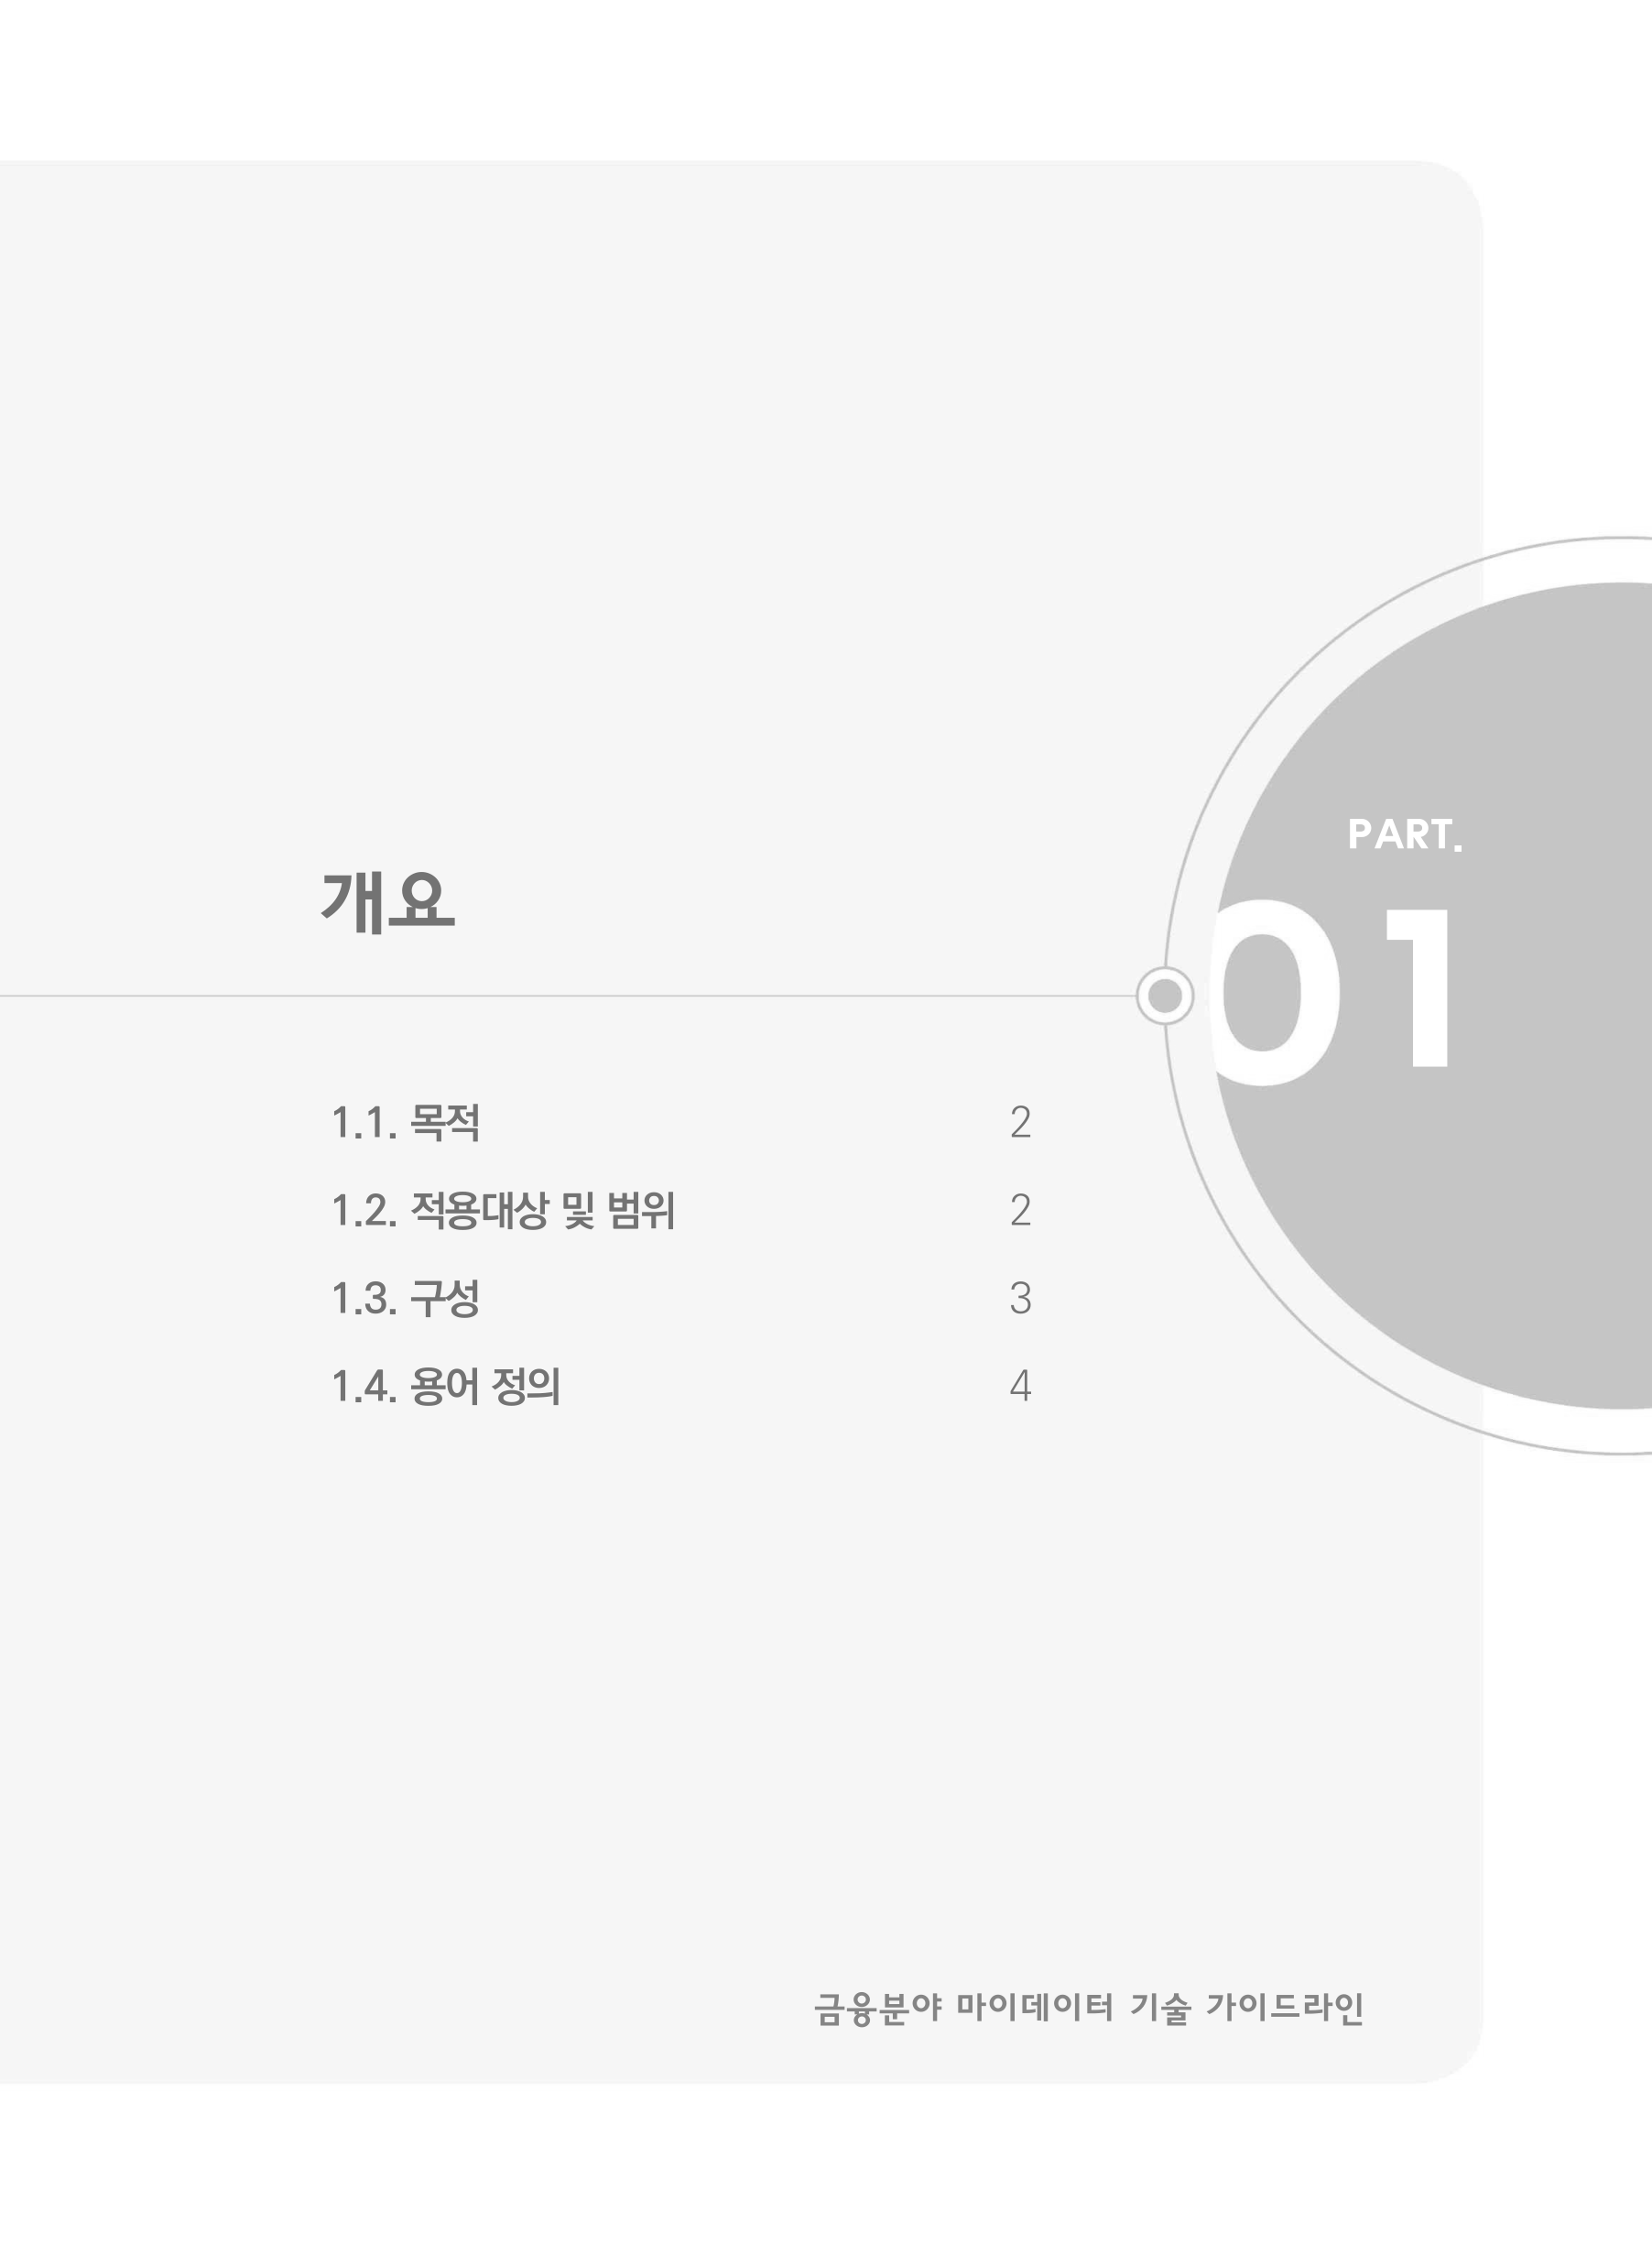 PART.
01
개요
1.1. 목적 2
1.2. 적용대상 및 범위 2
1.3. 구성 3
1.4. 용어 정의 4
금융분야 마이데이터 기술 가이드라인